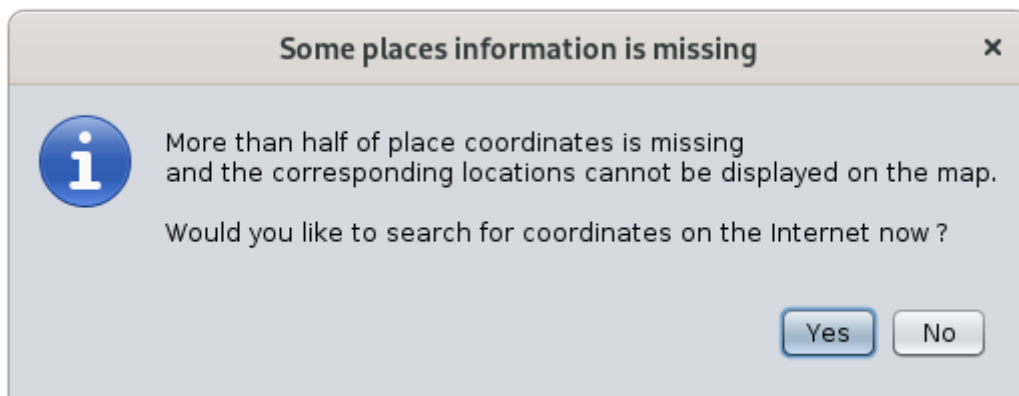 Some places information is missing
More than half of place coordinates is missing
and the corresponding locations cannot be displayed on the map.
Would you like to search for coordinates on the Internet now ?
Yes No